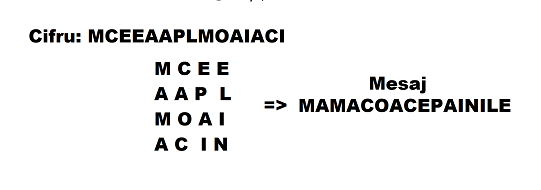 Cifru: MCEEAAPLMOAIACI
M C E E
A A P L
M O A I
A C I N
=>
Mesaj
MAMACOACEPAINILE